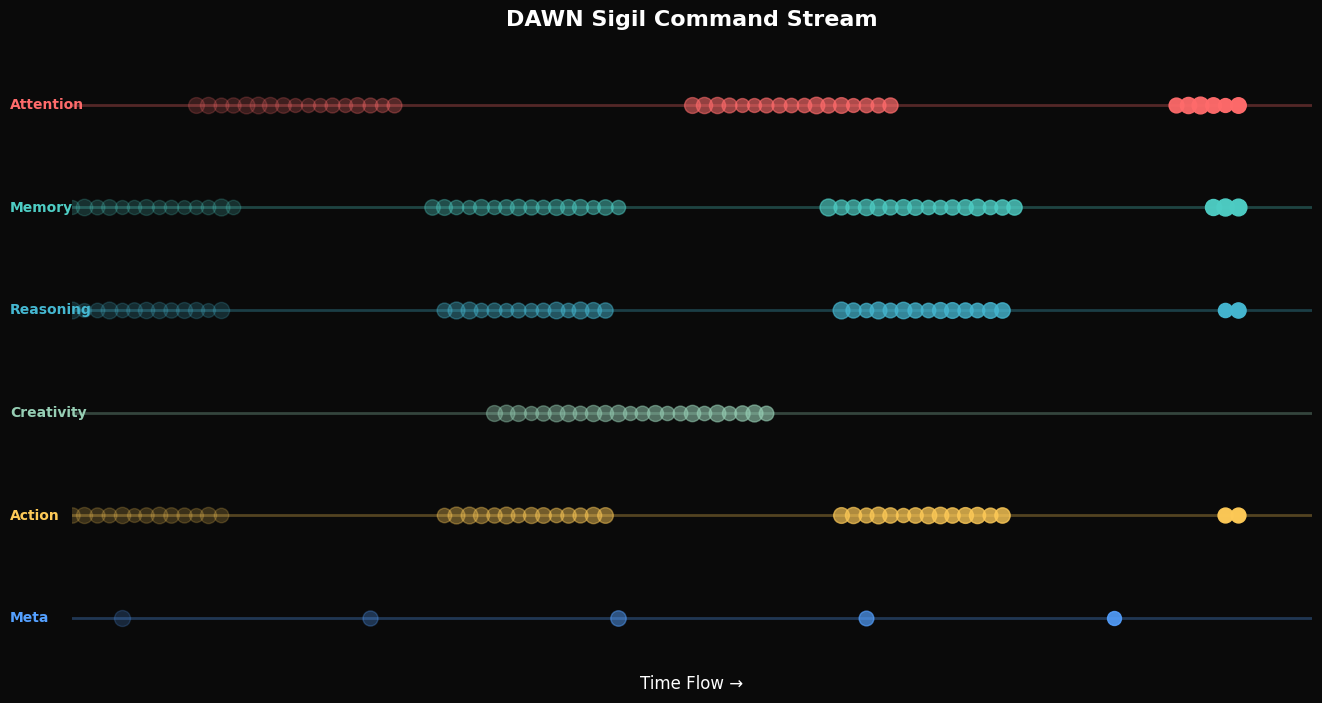 DAWN Sigil Command Stream
Attention
Memory
Reasoning
Creativity
Action
Meta
Time Flow →